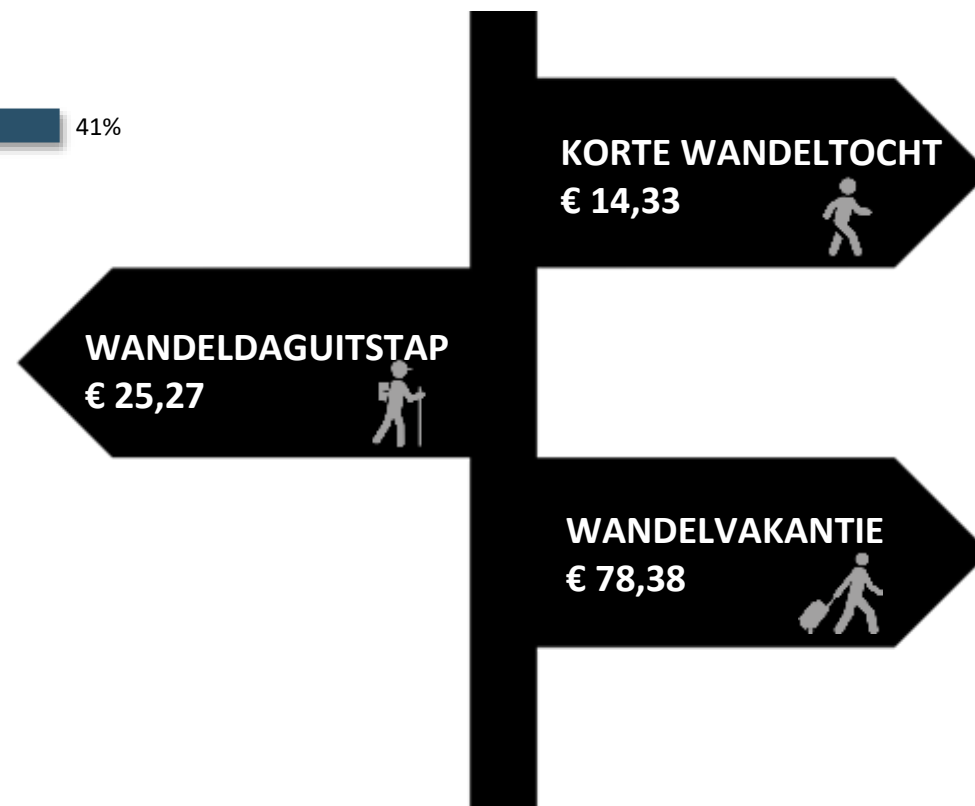 41%
KORTE WANDELTOCHT
€ 14,33
WANDELDAGUITSTAP
€ 25,27
WANDELVAKANTIE
€ 78,38